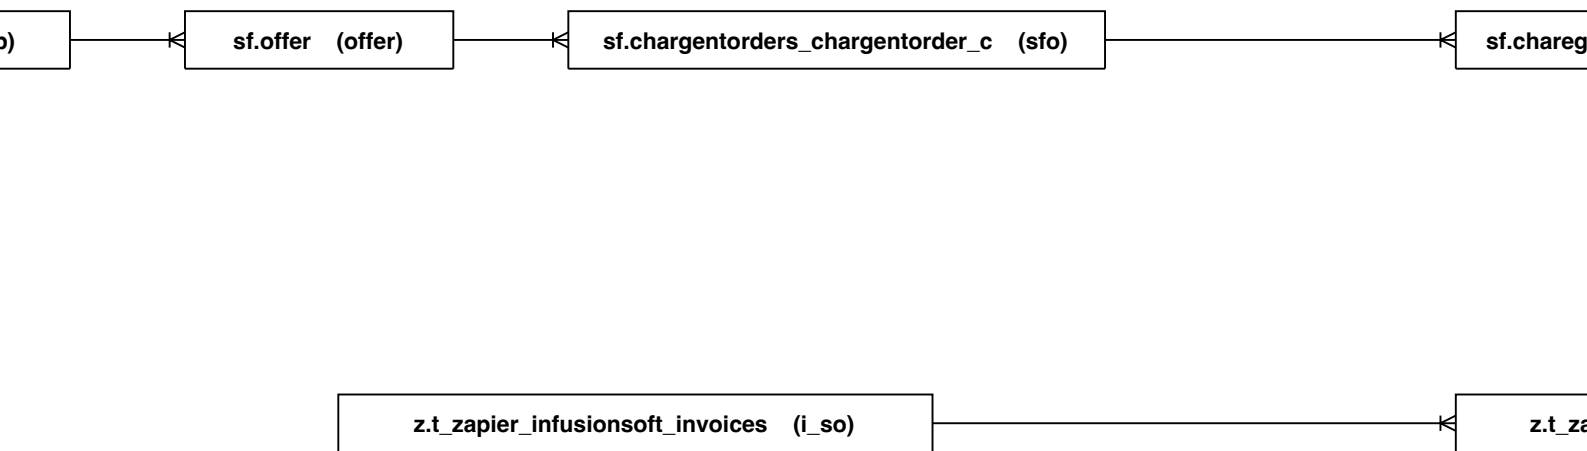 sf.offer (offer)
sf.chargentorders_chargentorder_c (sfo)
z.t_zapier_infusionsoft_invoices (i_so)